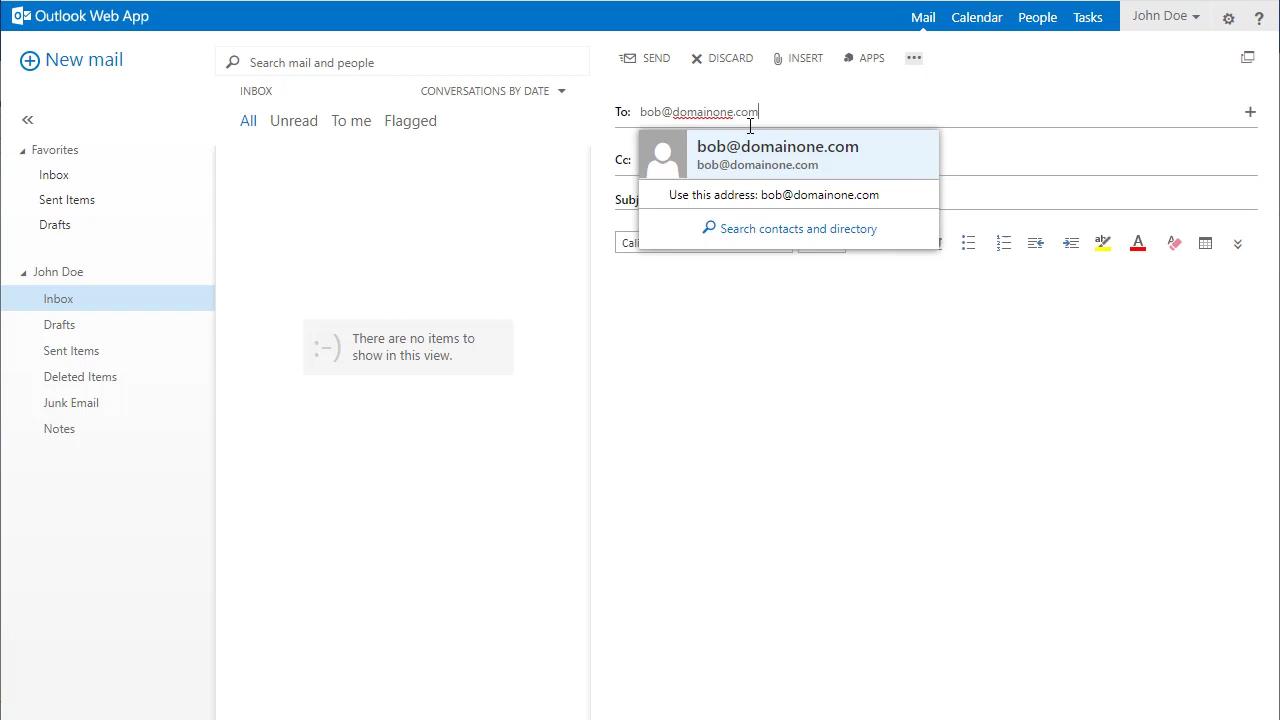 Outlook Web App
Mail Calendar People Tasks John Doe ?
New mail
Search mail and people
SEND DISCARD INSERT APPS •••
INBOX CONVERSATIONS BY DATE
All Unread To me Flagged
Favorites
Inbox
Sent Items
Drafts
John Doe
Inbox
Drafts
Sent Items
Deleted Items
Junk Email
Notes
:-) There are no items to
show in this view.
To: bob@domainone.com
bob@domainone.com
bob@domainone.com
Cc:
Use this address: bob@domainone.com
Subj
Search contacts and directory
Cali